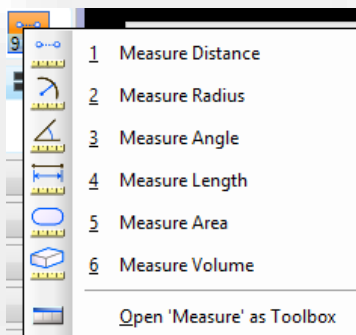 9
1 Measure Distance
2 Measure Radius
3 Measure Angle
4 Measure Length
5 Measure Area
6 Measure Volume
Open 'Measure' as Toolbox